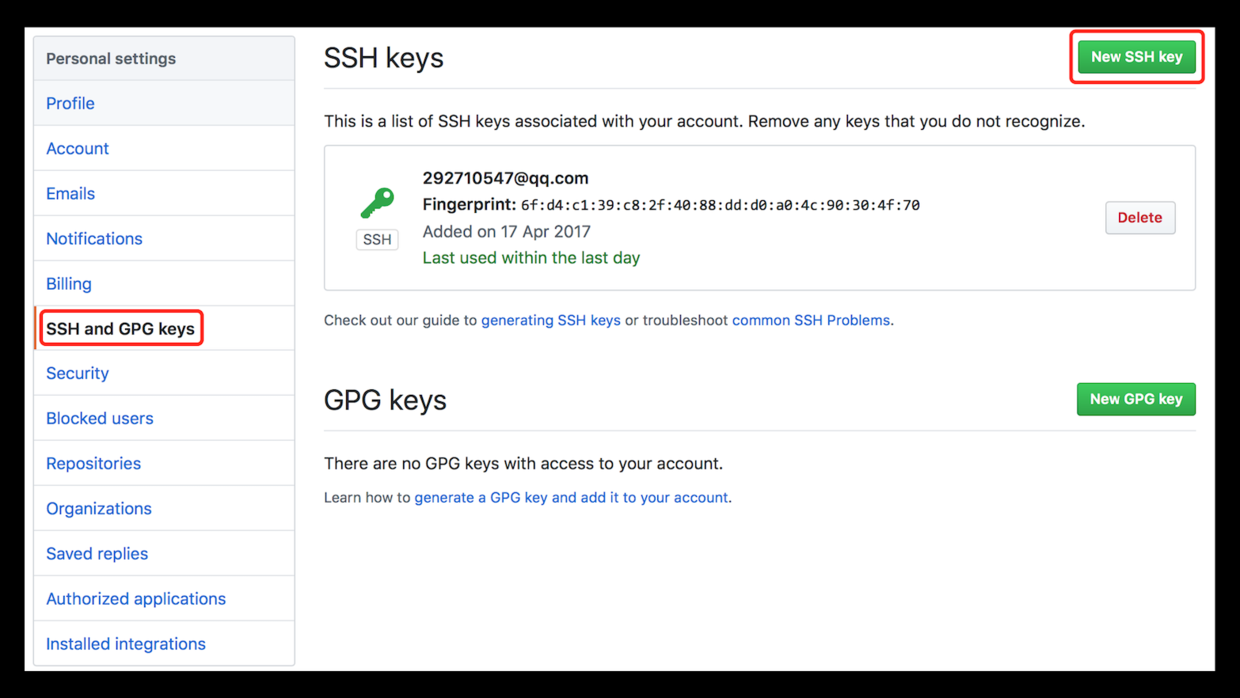 Personal settings
Profile
Account
Emails
Notifications
Billing
SSH and GPG keys
Security
Blocked users
Repositories
Organizations
Saved replies
Authorized applications
Installed integrations
SSH keys
New SSH key
This is a list of SSH keys associated with your account. Remove any keys that you do not recognize.
SSH
292710547@qq.com
Fingerprint: 6f:d4:c1:39:c8:2f:40:88:dd:d0:a0:4c:90:30:4f:70
Added on 17 Apr 2017
Last used within the last day
Delete
Check out our guide to generating SSH keys or troubleshoot common SSH Problems.
GPG keys
New GPG key
There are no GPG keys with access to your account.
Learn how to generate a GPG key and add it to your account.